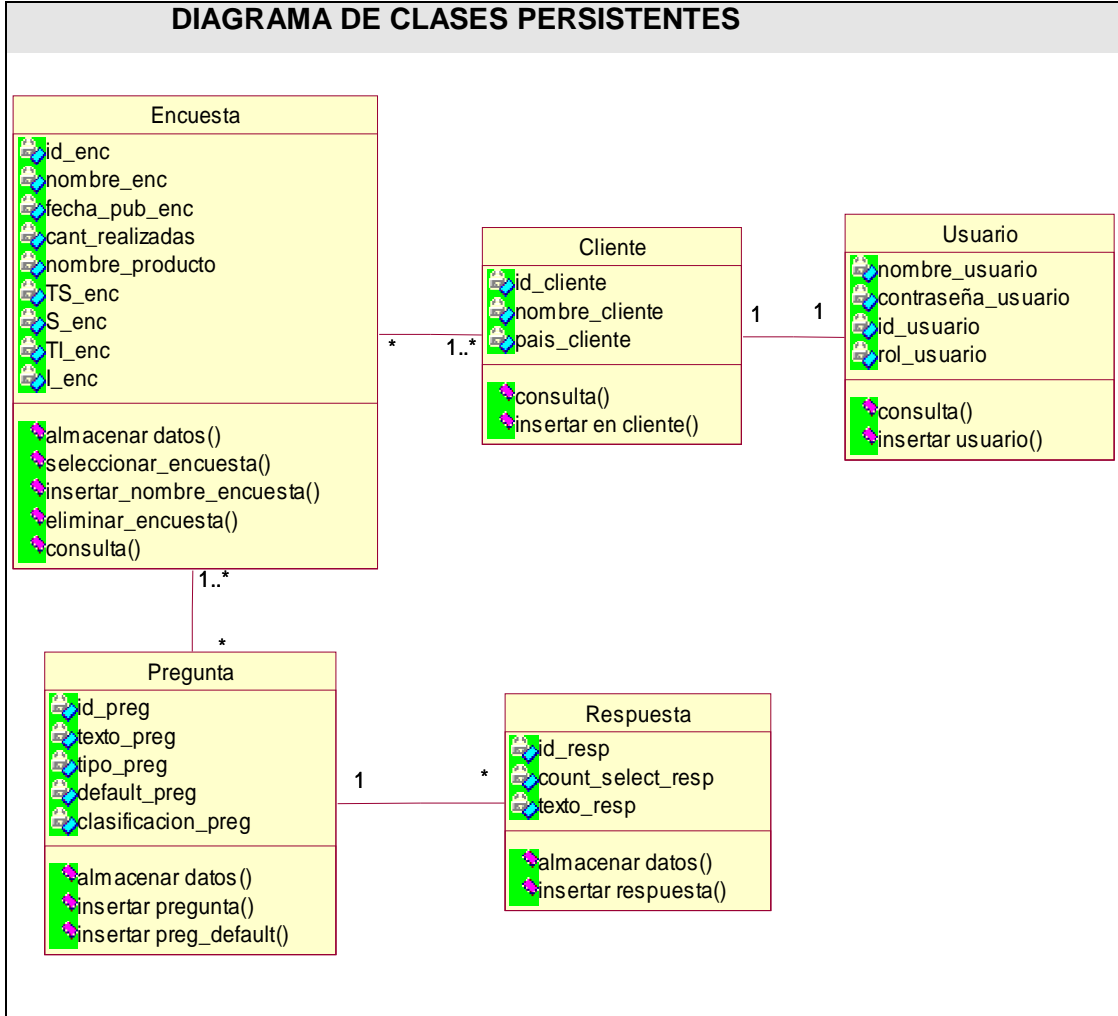 DIAGRAMA DE CLASES PERSISTENTES
Encuesta
id_enc
nombre_enc
fecha_pub_enc
cant_realizadas
nombre_producto
TS_enc
S_enc
TI_enc
I_enc
almacenar datos()
seleccionar_encuesta()
insertar_nombre_encuesta()
eliminar_encuesta()
consulta()
*
1..*
Cliente
id_cliente
nombre_cliente
pais_cliente
consulta()
insertar en cliente()
1
1
Usuario
nombre_usuario
contraseña_usuario
id_usuario
rol_usuario
consulta()
insertar usuario()
1..*
*
Pregunta
id_preg
texto_preg
tipo_preg
default_preg
clasificacion_preg
almacenar datos()
insertar pregunta()
insertar preg_default()
1
*
Respuesta
id_resp
count_select_resp
texto_resp
almacenar datos()
insertar respuesta()